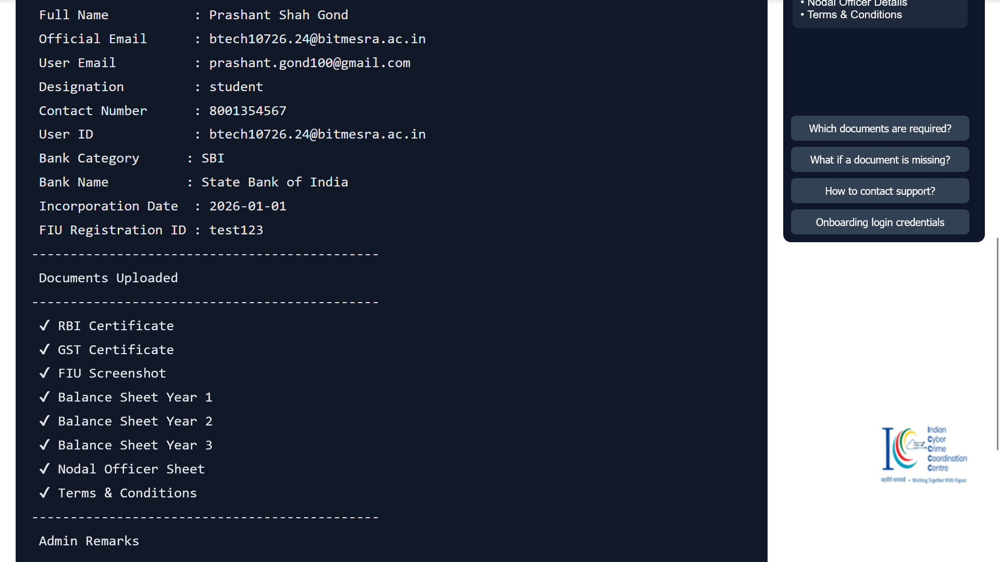 Full Name : Prashant Shah Gond
Official Email : btech10726.24@bitmesra.ac.in
User Email : prashant.gond100@gmail.com
Designation : student
Contact Number : 8001354567
User ID : btech10726.24@bitmesra.ac.in
Bank Category : SBI
Bank Name : State Bank of India
Incorporation Date : 2026-01-01
FIU Registration ID : test123
---------------------------------------------
Documents Uploaded
---------------------------------------------
✓ RBI Certificate
✓ GST Certificate
✓ FIU Screenshot
✓ Balance Sheet Year 1
✓ Balance Sheet Year 2
✓ Balance Sheet Year 3
✓ Nodal Officer Sheet
✓ Terms & Conditions
---------------------------------------------
Admin Remarks
• Nodal Officer Details
• Terms & Conditions
Which documents are required?
What if a document is missing?
How to contact support?
Onboarding login credentials
Indian
Cyber
Crime
Coordination
Centre
• Working Together With Vigour